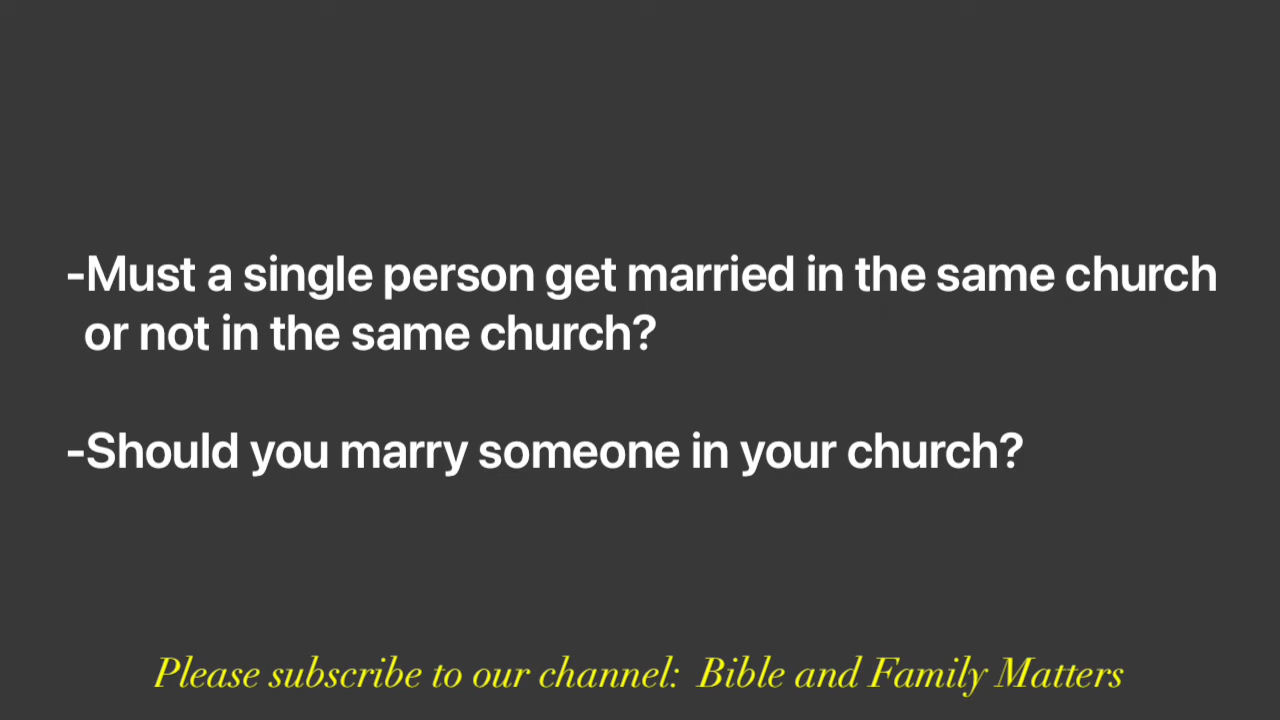 -Must a single person get married in the same church
or not in the same church?
-Should you marry someone in your church?
Please subscribe to our channel:  Bible and Family Matters